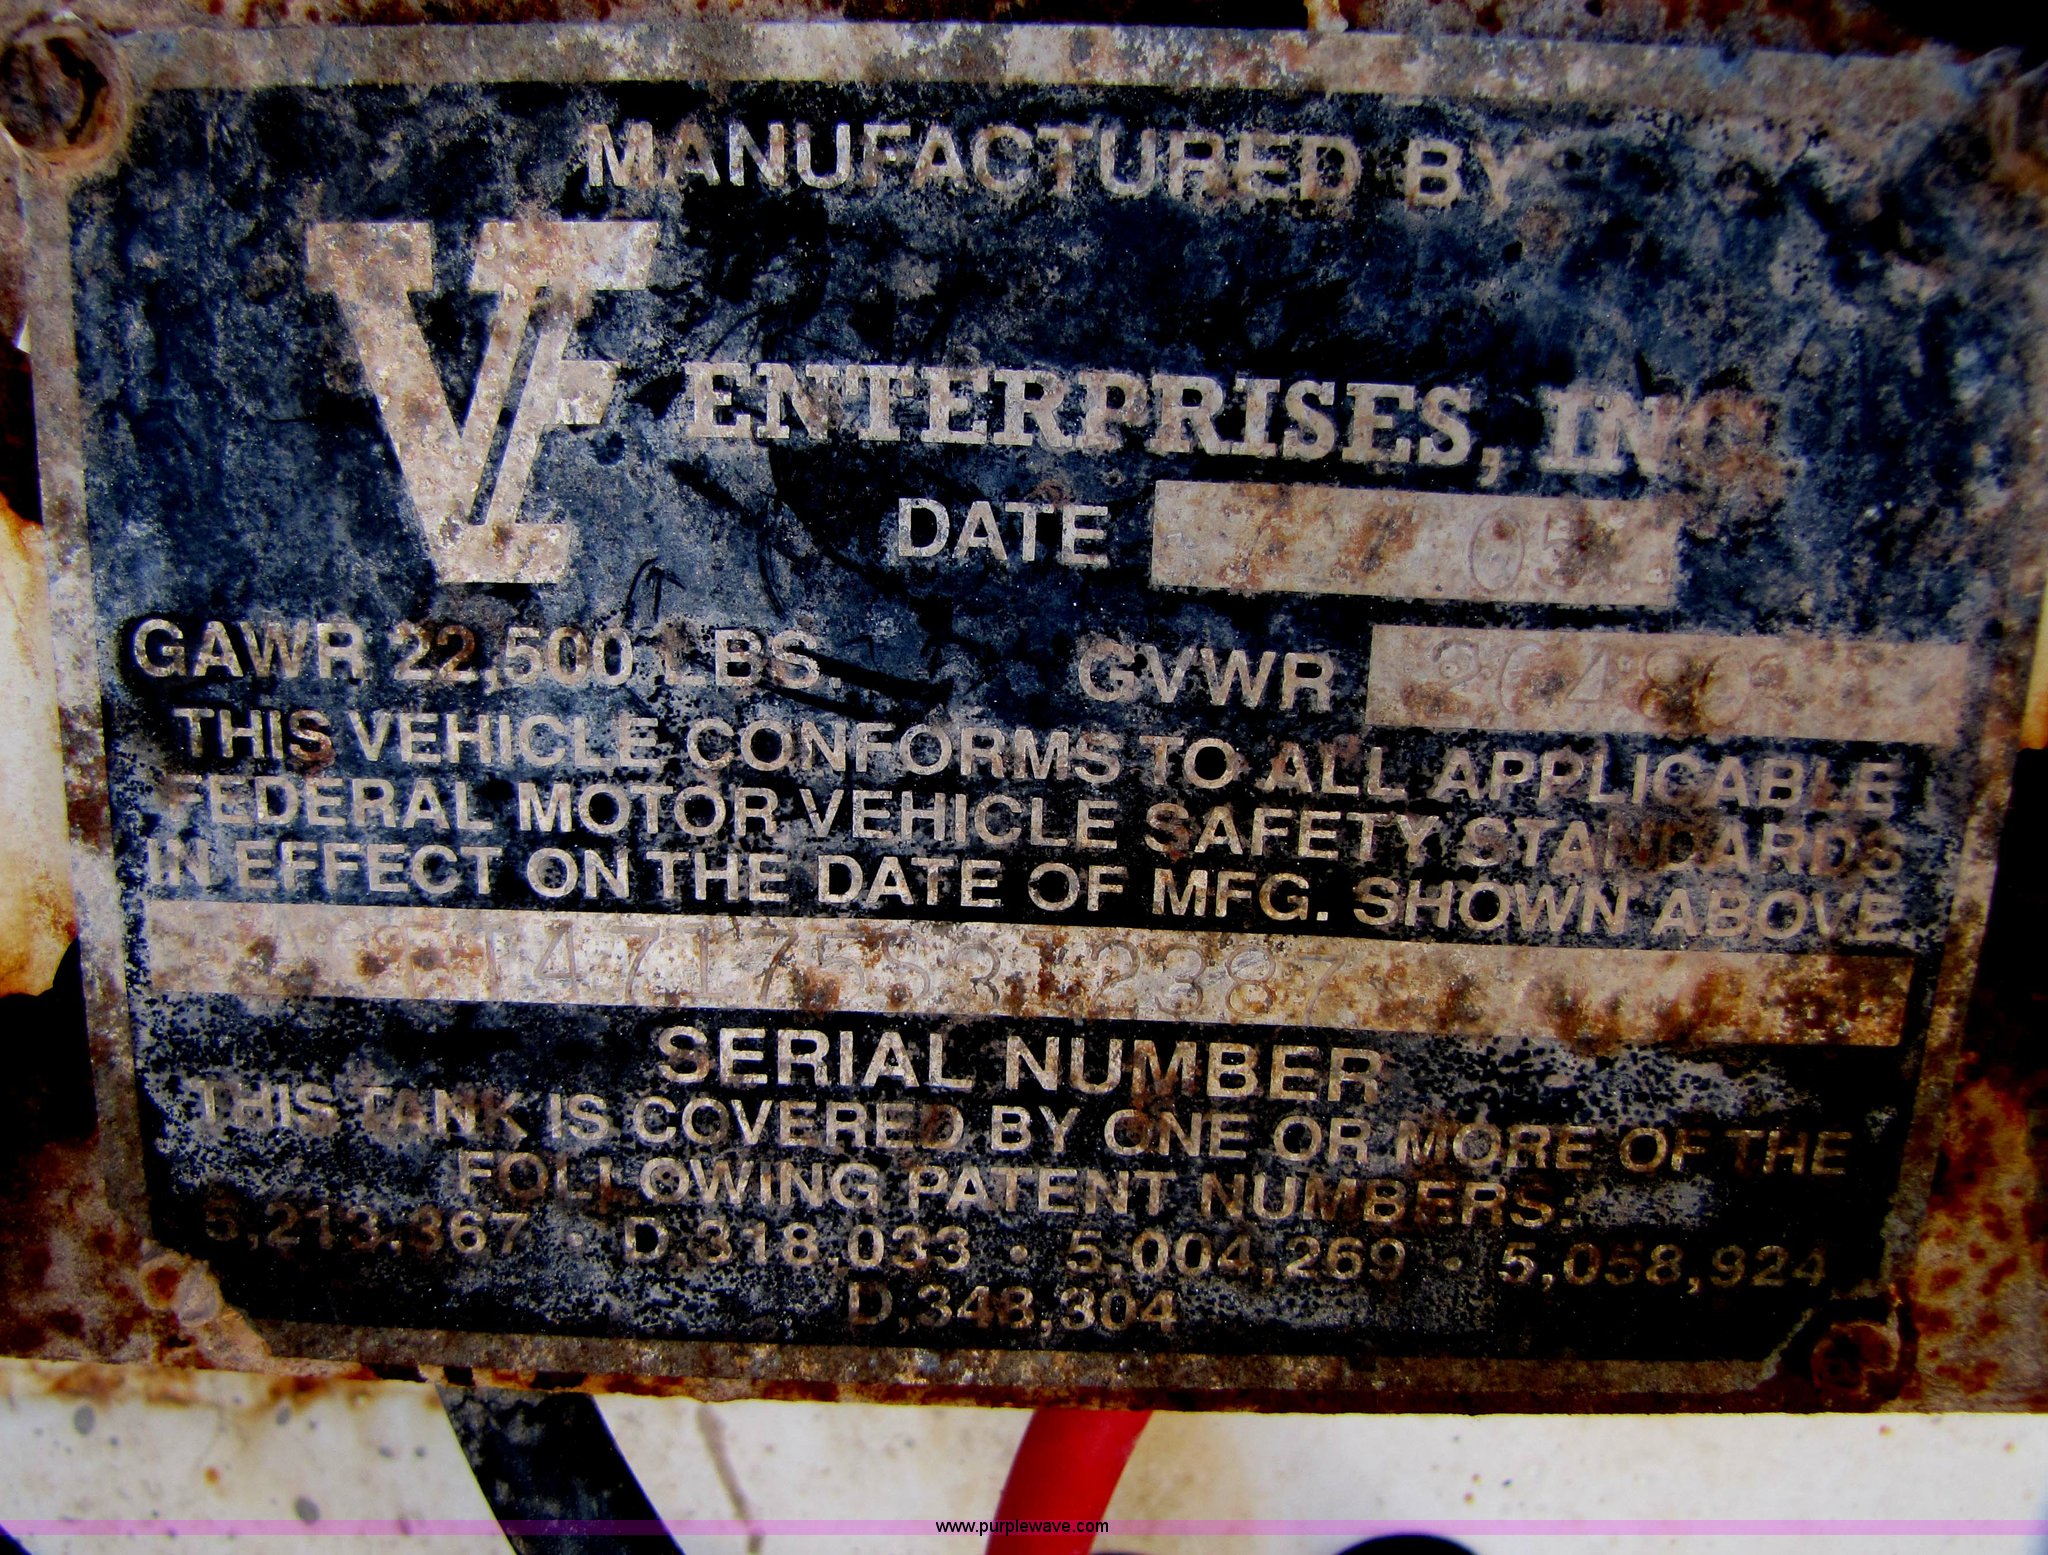 MANUFACTURED BY
VE ENTERPRISES, INC.
DATE 05
GAWR 22,500 LBS. GVWR
THIS VEHICLE CONFORMS TO ALL APPLICABLE
FEDERAL MOTOR VEHICLE SAFETY STANDARDS
IN EFFECT ON THE DATE OF MFG. SHOWN ABOVE.
SERIAL NUMBER
THIS TANK IS COVERED BY ONE OR MORE OF THE
FOLLOWING PATENT NUMBERS:
5,213,367 • D,318,033 • 5,004,269 • 5,058,924
D,348,304
www.purplewave.com